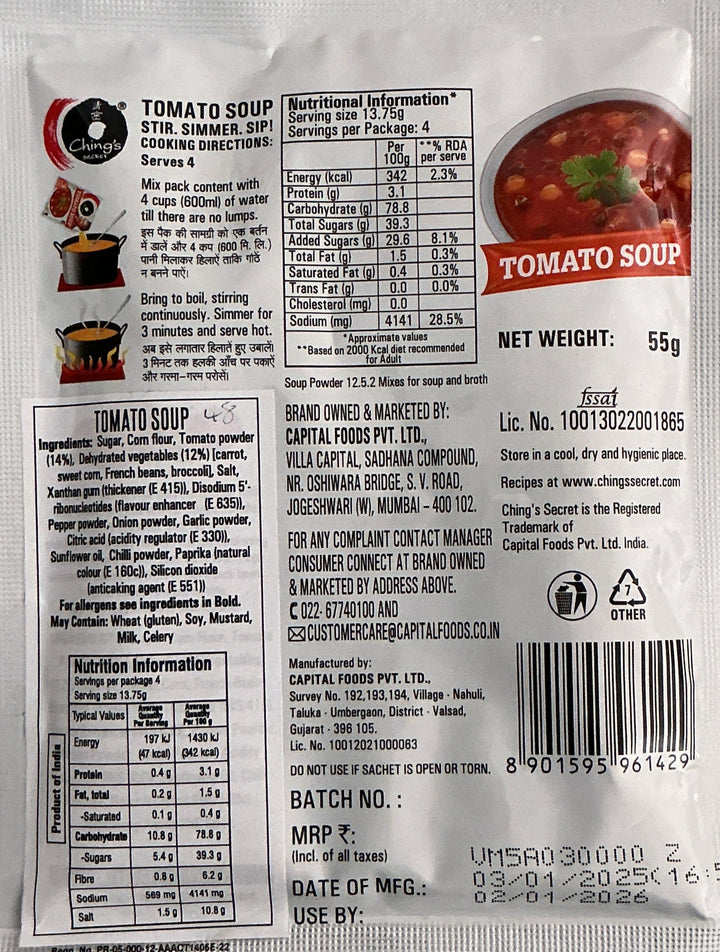 Ching's
SECRET
®
TOMATO SOUP
STIR. SIMMER. SIP!
COOKING DIRECTIONS:
Serves 4
Mix pack content with
4 cups (600ml) of water
till there are no lumps.
इस पैक की सामग्री को एक बर्तन
में डालें और 4 कप (600 मि. लि.)
पानी मिलाकर हिलाऐं ताकि गांठें
न बनने पाऐं।
Bring to boil, stirring
continuously. Simmer for
3 minutes and serve hot.
अब इसे लगातार हिलाते हुए उबालें।
3 मिनट तक हलकी आँच पर पकाऐं
और गरमा–गरम परोसें।
Nutritional Information*
Serving size 13.75g
Servings per Package: 4
Per 100g **% RDA per serve
Energy (kcal) 342 2.3%
Protein (g) 3.1
Carbohydrate (g) 78.8
Total Sugars (g) 39.3
Added Sugars (g) 29.6 8.1%
Total Fat (g) 1.5 0.3%
Saturated Fat (g) 0.4 0.3%
Trans Fat (g) 0.0 0.0%
Cholesterol (mg) 0.0
Sodium (mg) 4141 28.5%
*Approximate values
**Based on 2000 Kcal diet recommended
for Adult
Soup Powder 12.5.2 Mixes for soup and broth
TOMATO SOUP
NET WEIGHT: 55g
fssai
Lic. No. 10013022001865
Store in a cool, dry and hygienic place.
Recipes at www.chingssecret.com
Ching's Secret is the Registered
Trademark of
Capital Foods Pvt. Ltd. India.
7
OTHER
8 901595 961429
BRAND OWNED & MARKETED BY:
CAPITAL FOODS PVT. LTD.,
VILLA CAPITAL, SADHANA COMPOUND,
NR. OSHIWARA BRIDGE, S. V. ROAD,
JOGESHWARI (W), MUMBAI – 400 102.
FOR ANY COMPLAINT CONTACT MANAGER
CONSUMER CONNECT AT BRAND OWNED
& MARKETED BY ADDRESS ABOVE.
022- 67740100 AND
CUSTOMERCARE@CAPITALFOODS.CO.IN
Manufactured by:
CAPITAL FOODS PVT. LTD.,
Survey No. 192,193,194, Village - Nahuli,
Taluka - Umbergaon, District - Valsad,
Gujarat - 396 105.
Lic. No. 10012021000063
DO NOT USE IF SACHET IS OPEN OR TORN.
BATCH NO. :
MRP ₹:
(Incl. of all taxes)
DATE OF MFG.:
USE BY:
VM5A030000 Z
03/01/2025 16:5
02/01/2026
TOMATO SOUP 48
Ingredients: Sugar, Corn flour, Tomato powder
(14%), Dehydrated vegetables (12%) [carrot,
sweet corn, French beans, broccoli], Salt,
Xanthan gum (thickener (E 415)), Disodium 5'-
ribonucleotides (flavour enhancer (E 635)),
Pepper powder, Onion powder, Garlic powder,
Citric acid (acidity regulator (E 330)),
Sunflower oil, Chilli powder, Paprika (natural
colour (E 160c)), Silicon dioxide
(anticaking agent (E 551))
For allergens see ingredients in Bold.
May Contain: Wheat (gluten), Soy, Mustard,
Milk, Celery
Product of India
Nutrition Information
Servings per package 4
Serving size 13.75g
Typical Values Average Quantity Per Serving Average Quantity Per 100 g
Energy 197 kJ 1430 kJ
(47 kcal) (342 kcal)
Protein 0.4 g 3.1 g
Fat, total 0.2 g 1.5 g
-Saturated 0.1 g 0.4 g
Carbohydrate 10.8 g 78.8 g
-Sugars 5.4 g 39.3 g
Fibre 0.8 g 6.2 g
Sodium 569 mg 4141 mg
Salt 1.5 g 10.8 g
Regn. No. PR-05-000-12-AAACT1406E-22